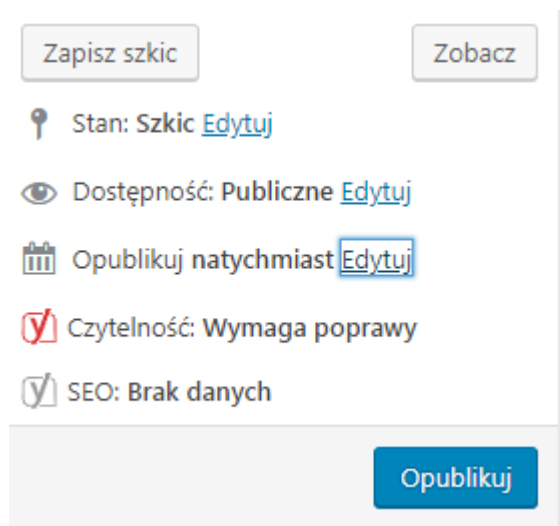 Zapisz szkic Zobacz
Stan: Szkic Edytuj
Dostępność: Publiczne Edytuj
Opublikuj natychmiast Edytuj
Czytelność: Wymaga poprawy
SEO: Brak danych
Opublikuj